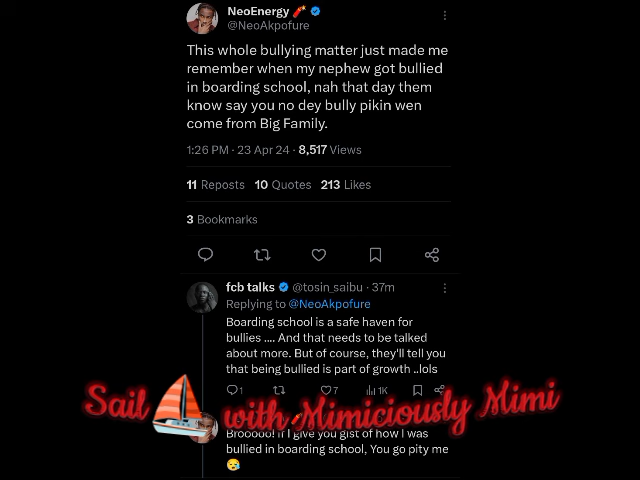 NeoEnergy 🧨
@NeoAkpofure
This whole bullying matter just made me
remember when my nephew got bullied
in boarding school, nah that day them
know say you no dey bully pikin wen
come from Big Family.
1:26 PM · 23 Apr 24 · 8,517 Views
11 Reposts 10 Quotes 213 Likes
3 Bookmarks
fcb talks @tosin_saibu · 37m
Replying to @NeoAkpofure
Boarding school is a safe haven for
bullies .... And that needs to be talked
about more. But of course, they'll tell you
that being bullied is part of growth ..lols
1 7 1K
Sail with Mimiciously Mimi
Brooooo! If I give you gist of how I was
bullied in boarding school, You go pity me
😪